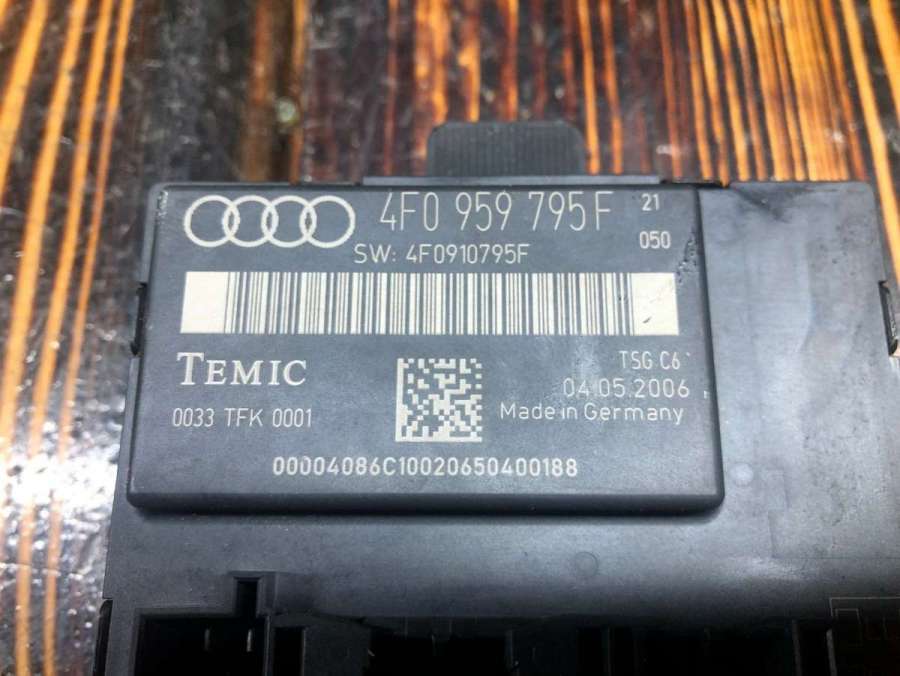 4F0 959 795F 21
050
SW: 4F0910795F
TEMIC
TSG C6
04.05.2006
0033 TFK 0001
Made in Germany
00004086C10020650400188